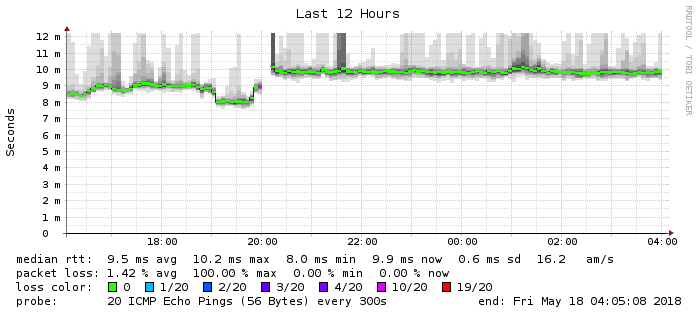 Last 12 Hours
RRDTOOL / TOBI OETIKER
Seconds
12 m
11 m
10 m
9 m
8 m
7 m
6 m
5 m
4 m
3 m
2 m
1 m
0
18:00 20:00 22:00 00:00 02:00 04:00
median rtt: 9.5 ms avg 10.2 ms max 8.0 ms min 9.9 ms now 0.6 ms sd 16.2 am/s
packet loss: 1.42 % avg 100.00 % max 0.00 % min 0.00 % now
loss color: 0 1/20 2/20 3/20 4/20 10/20 19/20
probe: 20 ICMP Echo Pings (56 Bytes) every 300s end: Fri May 18 04:05:08 2018